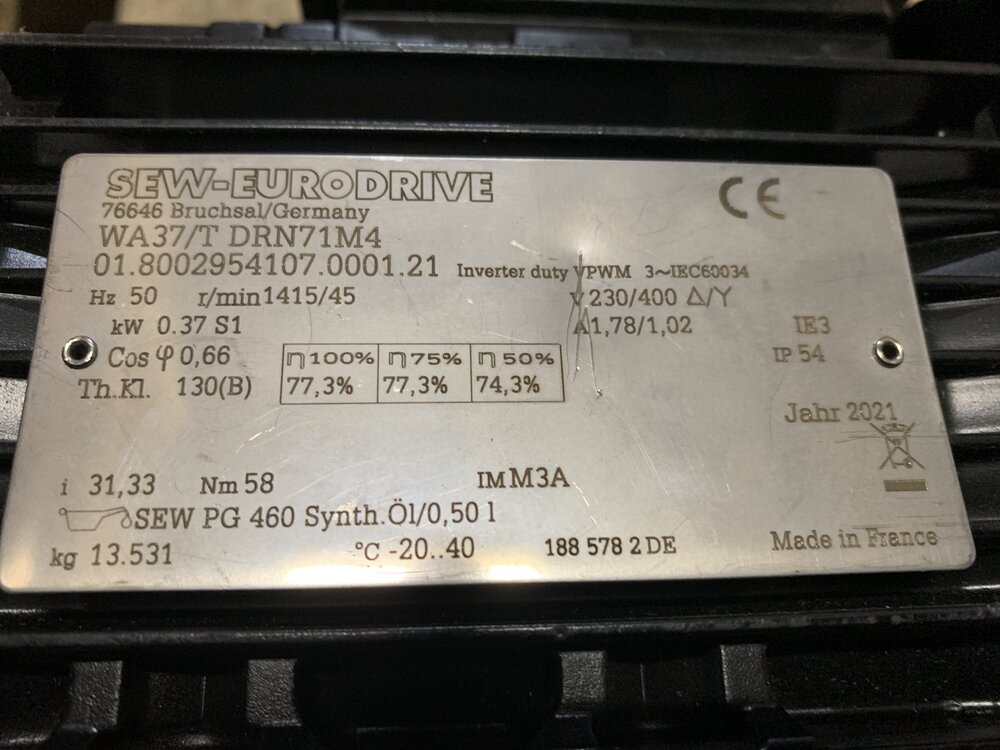 SEW-EURODRIVE CE
76646 Bruchsal/Germany
WA37/T DRN71M4
01.8002954107.0001.21 Inverter duty VPWM 3~IEC60034
Hz 50 r/min 1415/45 V 230/400 Δ/Y
kW 0.37 S1 A 1,78/1,02 IE3
Cos φ 0,66 η 100% η 75% η 50% IP 54
Th.Kl. 130(B) 77,3% 77,3% 74,3%
Jahr 2021
i 31,33 Nm 58 IM M3A
SEW PG 460 Synth.Öl/0,50 l
kg 13.531 °C -20..40 188 578 2 DE Made in France